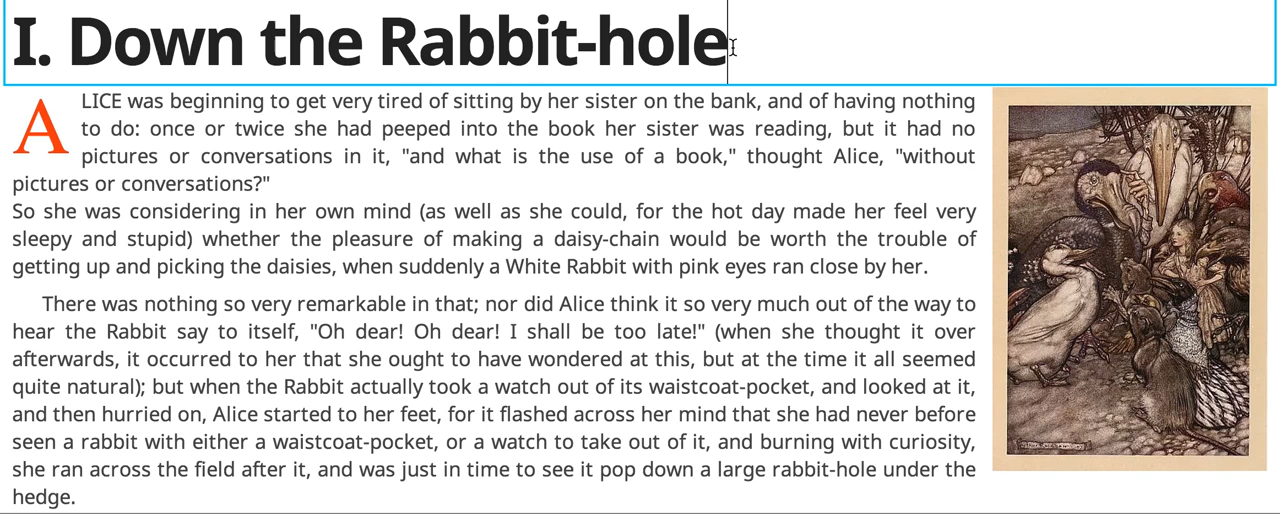 I. Down the Rabbit-hole
ALICE was beginning to get very tired of sitting by her sister on the bank, and of having nothing
to do: once or twice she had peeped into the book her sister was reading, but it had no
pictures or conversations in it, "and what is the use of a book," thought Alice, "without
pictures or conversations?"
So she was considering in her own mind (as well as she could, for the hot day made her feel very
sleepy and stupid) whether the pleasure of making a daisy-chain would be worth the trouble of
getting up and picking the daisies, when suddenly a White Rabbit with pink eyes ran close by her.
There was nothing so very remarkable in that; nor did Alice think it so very much out of the way to
hear the Rabbit say to itself, "Oh dear! Oh dear! I shall be too late!" (when she thought it over
afterwards, it occurred to her that she ought to have wondered at this, but at the time it all seemed
quite natural); but when the Rabbit actually took a watch out of its waistcoat-pocket, and looked at it,
and then hurried on, Alice started to her feet, for it flashed across her mind that she had never before
seen a rabbit with either a waistcoat-pocket, or a watch to take out of it, and burning with curiosity,
she ran across the field after it, and was just in time to see it pop down a large rabbit-hole under the
hedge.